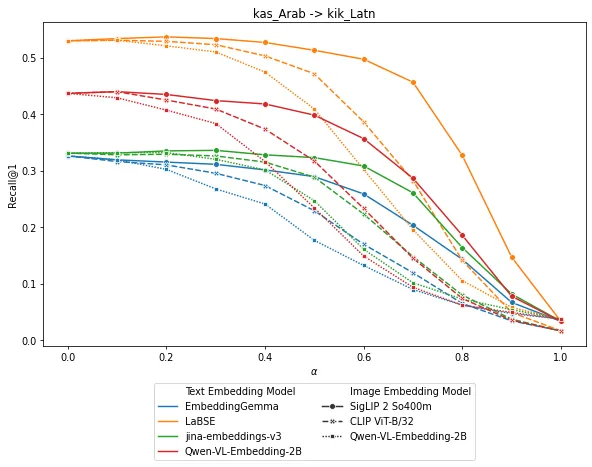 kas_Arab -> kik_Latn
Recall@1
0.5
0.4
0.3
0.2
0.1
0.0
0.0 0.2 0.4 0.6 0.8 1.0
α
Text Embedding Model Image Embedding Model
EmbeddingGemma SigLIP 2 So400m
LaBSE CLIP ViT-B/32
jina-embeddings-v3 Qwen-VL-Embedding-2B
Qwen-VL-Embedding-2B